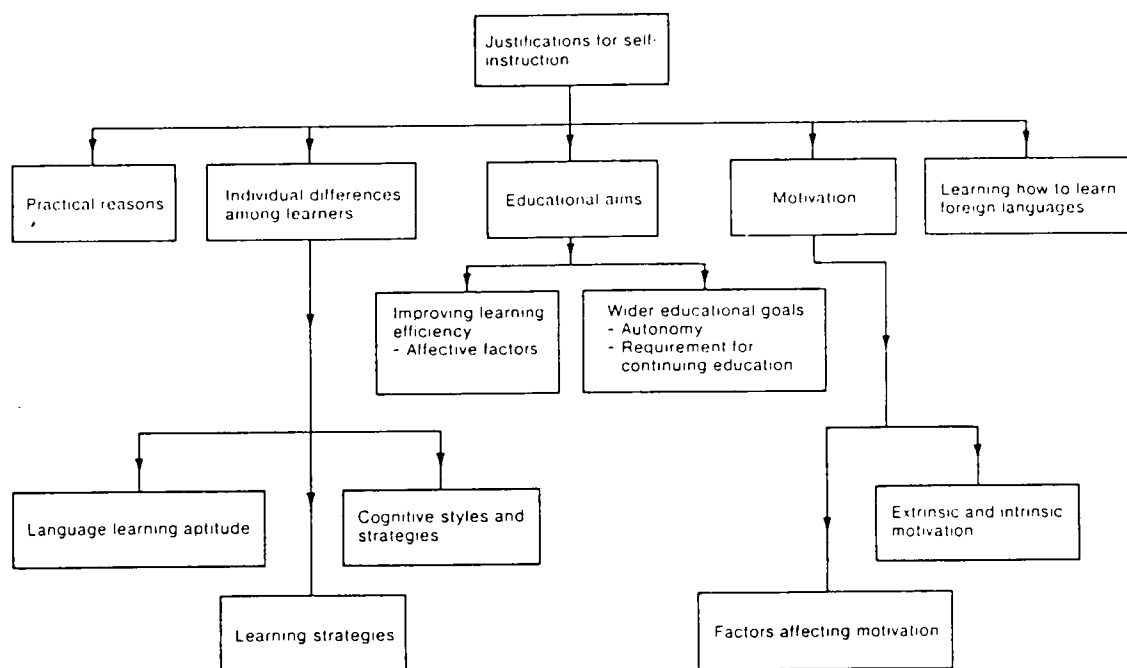 Justifications for self-
instruction
Practical reasons
Individual differences
among learners
Educational aims
Motivation
Learning how to learn
foreign languages
Improving learning
efficiency
- Affective factors
Wider educational goals
- Autonomy
- Requirement for
continuing education
Language learning aptitude
Cognitive styles and
strategies
Extrinsic and intrinsic
motivation
Learning strategies
Factors affecting motivation